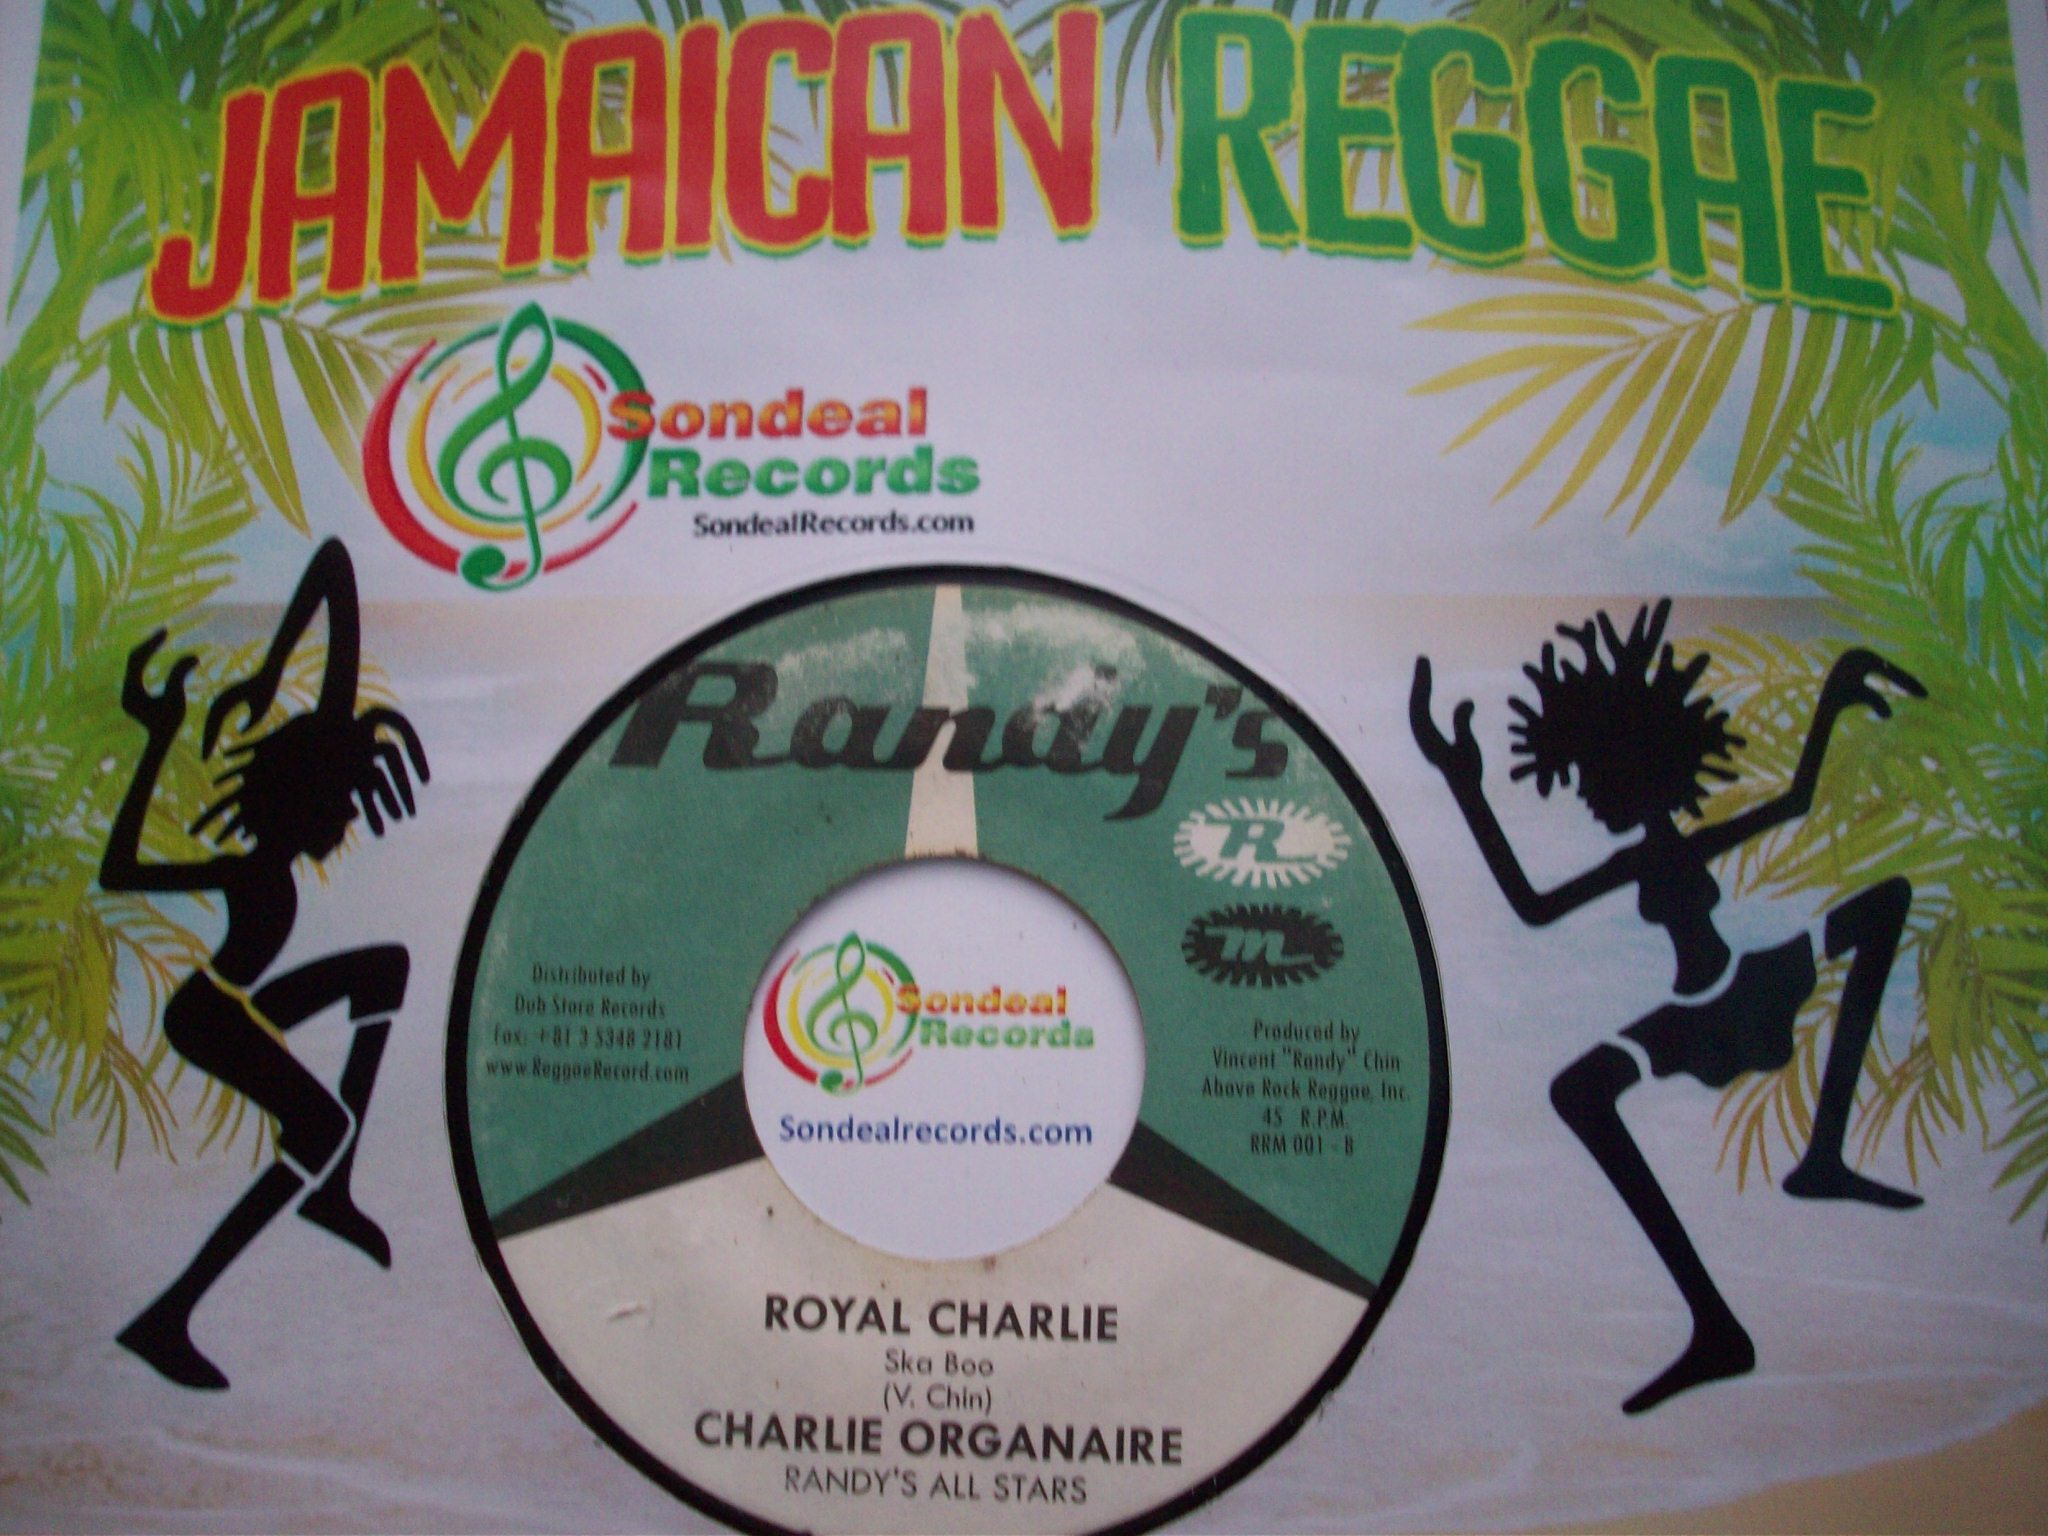 JAMAICAN REGGAE
Sondeal
Records
SondealRecords.com
Randy's
R
m
Distributed by
Dub Store Records
Fax: +81 3 5348 2181
www.ReggaeRecord.com
Produced by
Vincent "Randy" Chin
Above Rock Reggae, Inc.
45 R.P.M.
RRM 001 - B
Sondeal
Records
Sondealrecords.com
ROYAL CHARLIE
Ska Boo
(V. Chin)
CHARLIE ORGANAIRE
RANDY'S ALL STARS